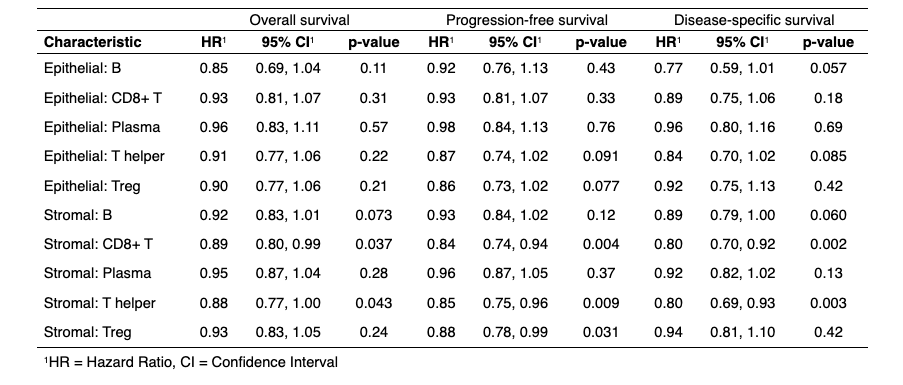 Overall survival Progression-free survival Disease-specific survival
Characteristic HR¹ 95% CI¹ p-value HR¹ 95% CI¹ p-value HR¹ 95% CI¹ p-value
Epithelial: B 0.85 0.69, 1.04 0.11 0.92 0.76, 1.13 0.43 0.77 0.59, 1.01 0.057
Epithelial: CD8+ T 0.93 0.81, 1.07 0.31 0.93 0.81, 1.07 0.33 0.89 0.75, 1.06 0.18
Epithelial: Plasma 0.96 0.83, 1.11 0.57 0.98 0.84, 1.13 0.76 0.96 0.80, 1.16 0.69
Epithelial: T helper 0.91 0.77, 1.06 0.22 0.87 0.74, 1.02 0.091 0.84 0.70, 1.02 0.085
Epithelial: Treg 0.90 0.77, 1.06 0.21 0.86 0.73, 1.02 0.077 0.92 0.75, 1.13 0.42
Stromal: B 0.92 0.83, 1.01 0.073 0.93 0.84, 1.02 0.12 0.89 0.79, 1.00 0.060
Stromal: CD8+ T 0.89 0.80, 0.99 0.037 0.84 0.74, 0.94 0.004 0.80 0.70, 0.92 0.002
Stromal: Plasma 0.95 0.87, 1.04 0.28 0.96 0.87, 1.05 0.37 0.92 0.82, 1.02 0.13
Stromal: T helper 0.88 0.77, 1.00 0.043 0.85 0.75, 0.96 0.009 0.80 0.69, 0.93 0.003
Stromal: Treg 0.93 0.83, 1.05 0.24 0.88 0.78, 0.99 0.031 0.94 0.81, 1.10 0.42
¹HR = Hazard Ratio, CI = Confidence Interval